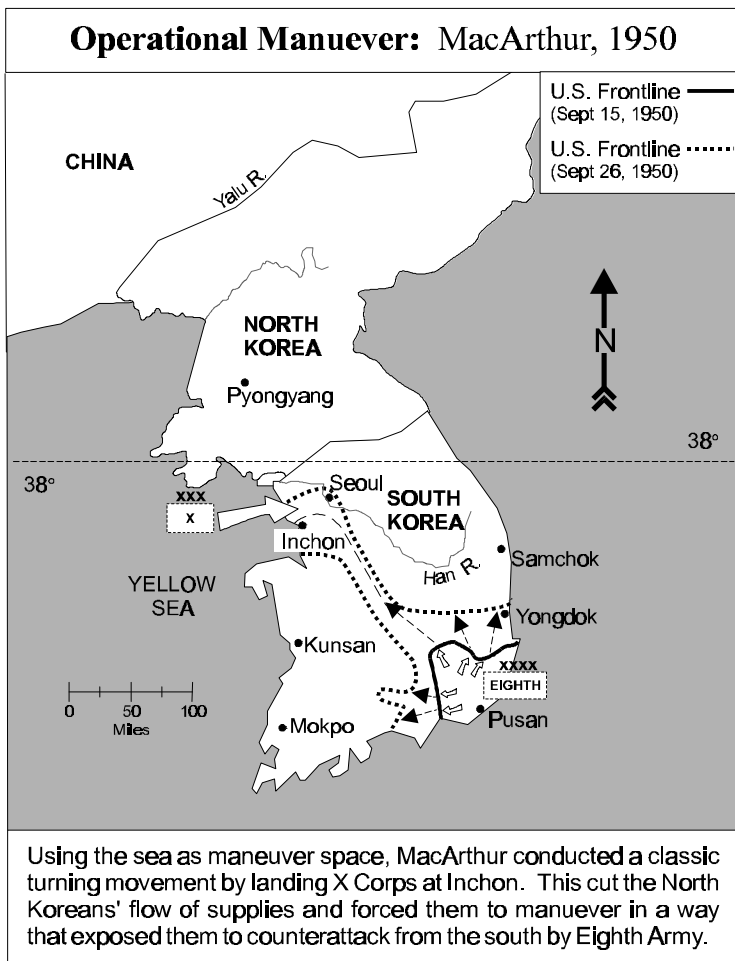 Operational Manuever: MacArthur, 1950
U.S. Frontline
(Sept 15, 1950)
U.S. Frontline
(Sept 26, 1950)
CHINA
Yalu R.
NORTH
KOREA
N
Pyongyang
38°
38°
xxx
X
Seoul
SOUTH
KOREA
Inchon
Han R.
Samchok
YELLOW
SEA
Yongdok
Kunsan
xxxx
EIGHTH
0 50 100
Miles
Mokpo
Pusan
Using the sea as maneuver space, MacArthur conducted a classic
turning movement by landing X Corps at Inchon. This cut the North
Koreans' flow of supplies and forced them to manuever in a way
that exposed them to counterattack from the south by Eighth Army.